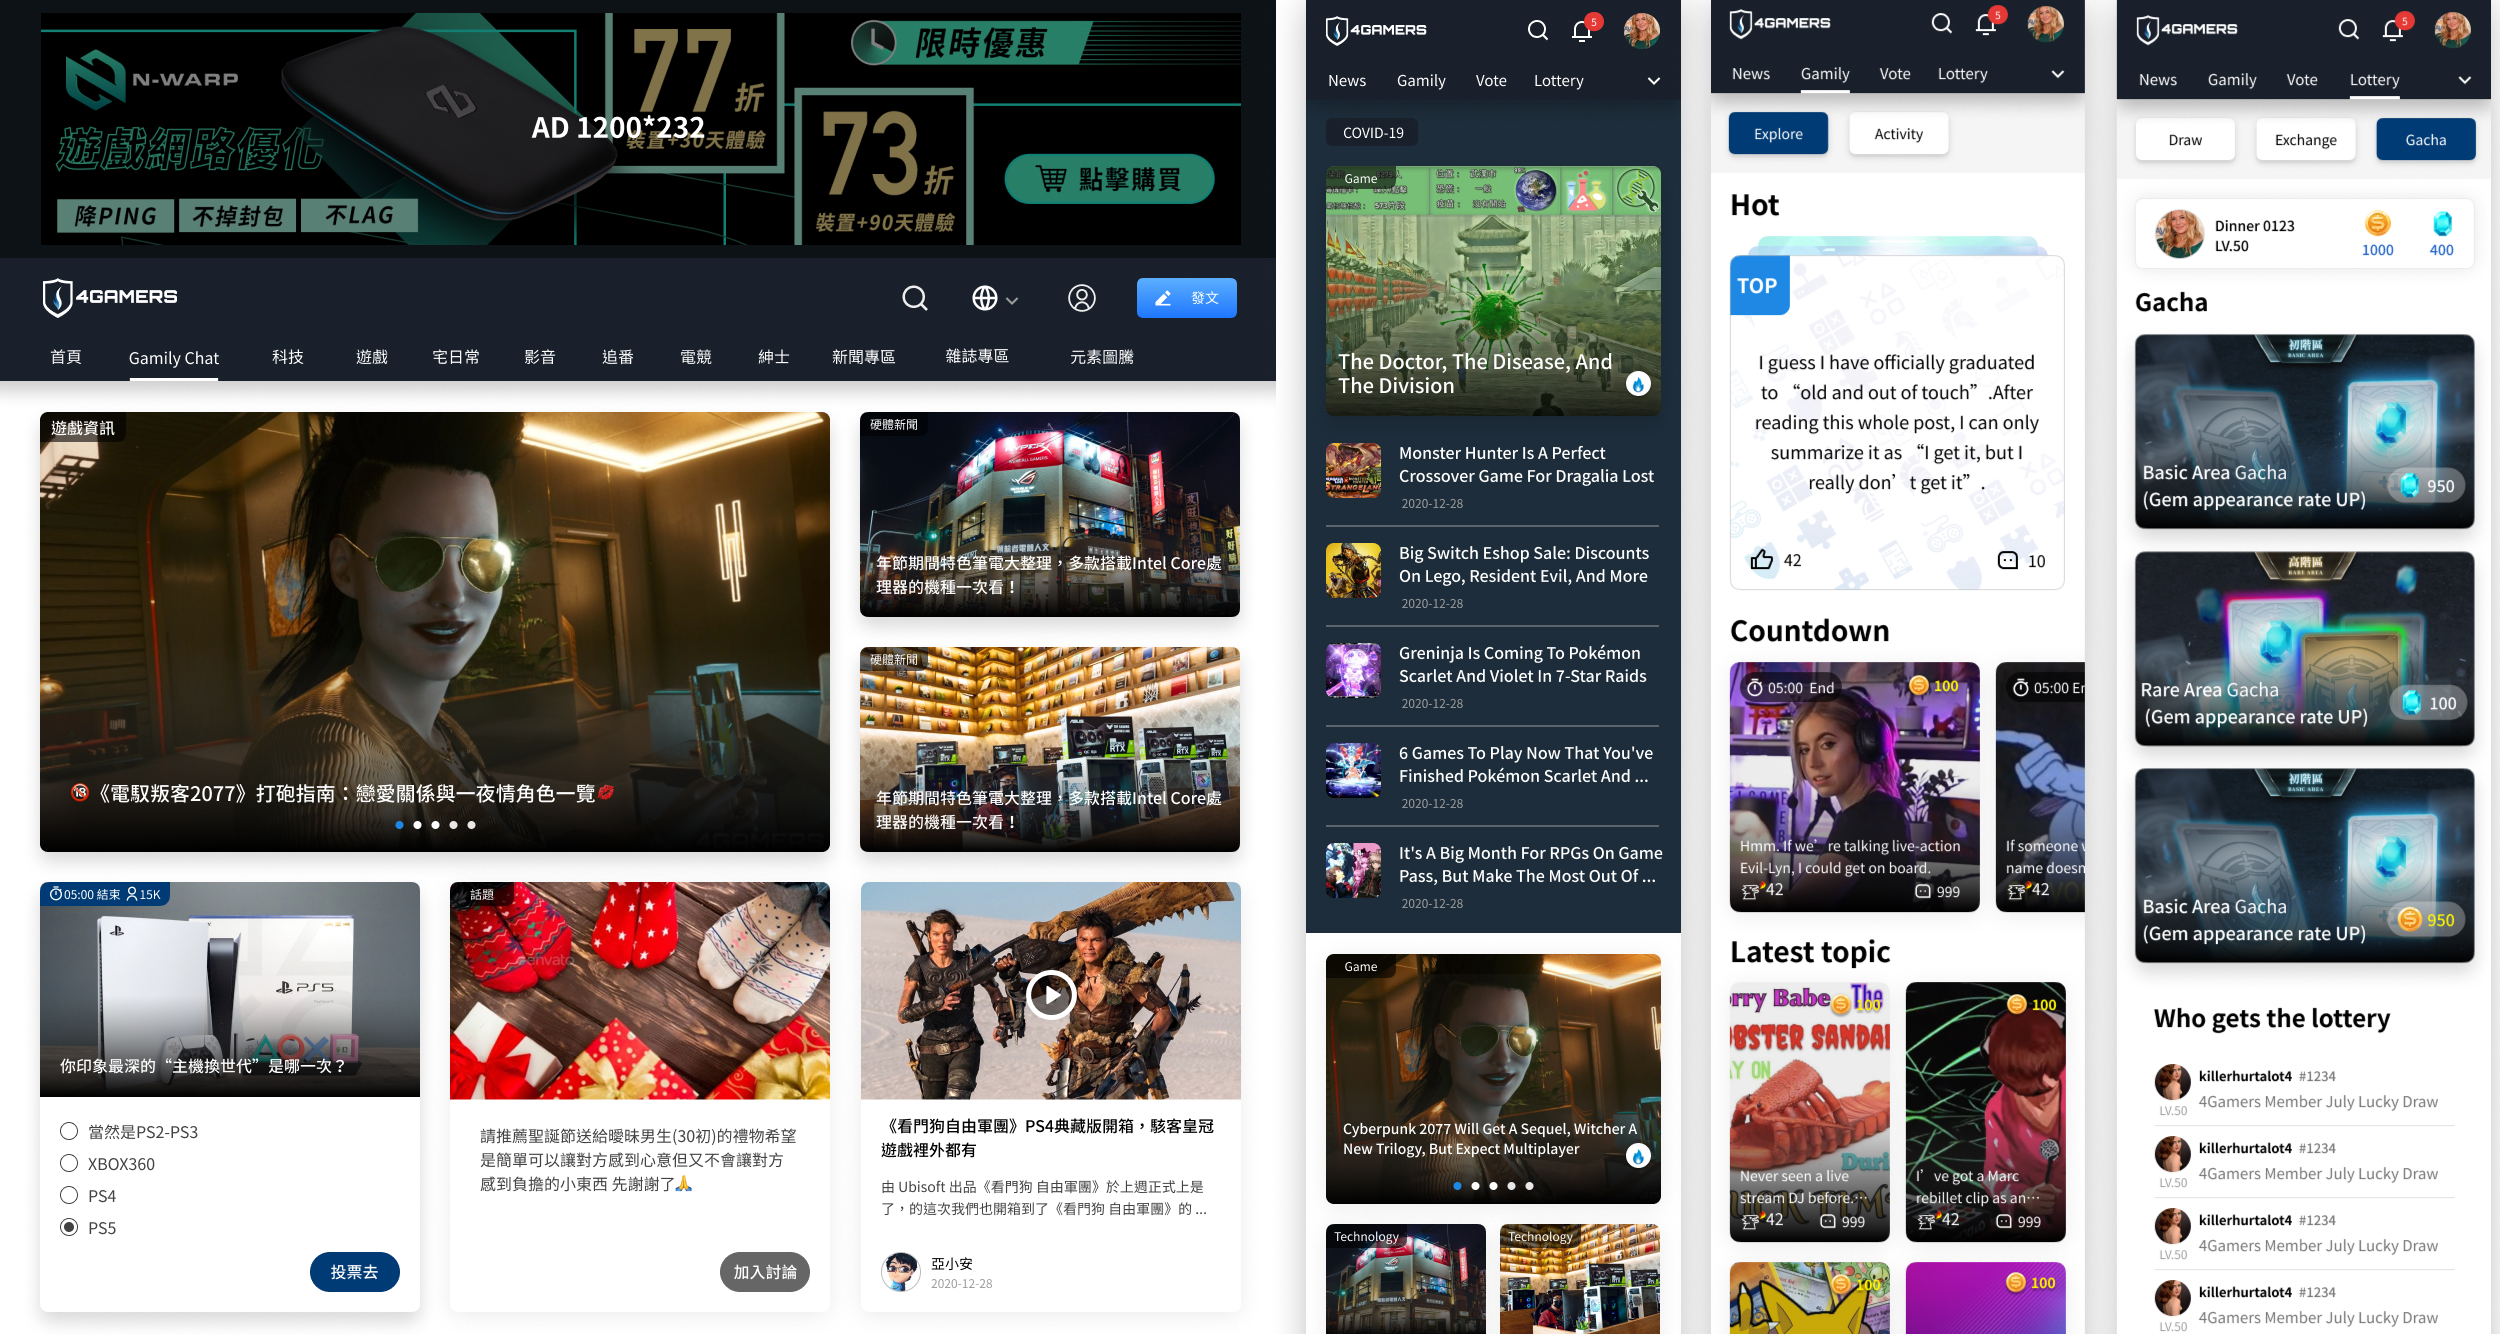 N-WARP
遊戲網路優化
降PING
不掉封包
不LAG
77折
裝置+30天體驗
AD 1200*232
限時優惠
73折
裝置+90天體驗
點擊購買
4GAMERS
發文
首頁
Gamily Chat
科技
遊戲
宅日常
影音
追番
電競
紳士
新聞專區
雜誌專區
元素圖騰
遊戲資訊
🔞《電馭叛客2077》打砲指南：戀愛關係與一夜情角色一覽💋
硬體新聞
年節期間特色筆電大整理，多款搭載Intel Core處
理器的機種一次看！
硬體新聞
年節期間特色筆電大整理，多款搭載Intel Core處
理器的機種一次看！
05:00 結束 15K
PS5
你印象最深的“主機換世代”是哪一次？
當然是PS2-PS3
XBOX360
PS4
PS5
投票去
話題
envato
請推薦聖誕節送給曖昧男生(30初)的禮物希望
是簡單可以讓對方感到心意但又不會讓對方
感到負擔的小東西 先謝謝了🙏
加入討論
《看門狗自由軍團》PS4典藏版開箱，駭客皇冠
遊戲裡外都有
由 Ubisoft 出品《看門狗 自由軍團》於上週正式上是
了，的這次我們也開箱到了《看門狗 自由軍團》的 ...
亞小安
2020-12-28
4GAMERS
5
News
Gamily
Vote
Lottery
COVID-19
Game
The Doctor, The Disease, And
The Division
Monster Hunter Is A Perfect
Crossover Game For Dragalia Lost
2020-12-28
Big Switch Eshop Sale: Discounts
On Lego, Resident Evil, And More
2020-12-28
Greninja Is Coming To Pokémon
Scarlet And Violet In 7-Star Raids
2020-12-28
6 Games To Play Now That You've
Finished Pokémon Scarlet And ...
2020-12-28
It's A Big Month For RPGs On Game
Pass, But Make The Most Out Of ...
2020-12-28
Game
Cyberpunk 2077 Will Get A Sequel, Witcher A
New Trilogy, But Expect Multiplayer
Technology
Technology
4GAMERS
5
News
Gamily
Vote
Lottery
Explore
Activity
Hot
TOP
I guess I have officially graduated
to “old and out of touch”.After
reading this whole post, I can only
summarize it as “I get it, but I
really don’t get it”.
42
10
Countdown
05:00 End
100
Hmm. If we’re talking live-action
Evil-Lyn, I could get on board.
42
999
05:00 En
If someone
name doesn
42
Latest topic
100
Never seen a live
stream DJ before.…
42
999
100
I’ve got a Marc
rebillet clip as an…
42
999
100
100
4GAMERS
5
News
Gamily
Vote
Lottery
Draw
Exchange
Gacha
Dinner 0123
LV.50
1000
400
Gacha
初階區
BASIC AREA
Basic Area Gacha
(Gem appearance rate UP)
950
高階區
RARE AREA
Rare Area Gacha
(Gem appearance rate UP)
100
初階區
BASIC AREA
Basic Area Gacha
(Gem appearance rate UP)
950
Who gets the lottery
killerhurtalot4 #1234
LV.50
4Gamers Member July Lucky Draw
killerhurtalot4 #1234
LV.50
4Gamers Member July Lucky Draw
killerhurtalot4 #1234
LV.50
4Gamers Member July Lucky Draw
killerhurtalot4 #1234
LV.50
4Gamers Member July Lucky Draw